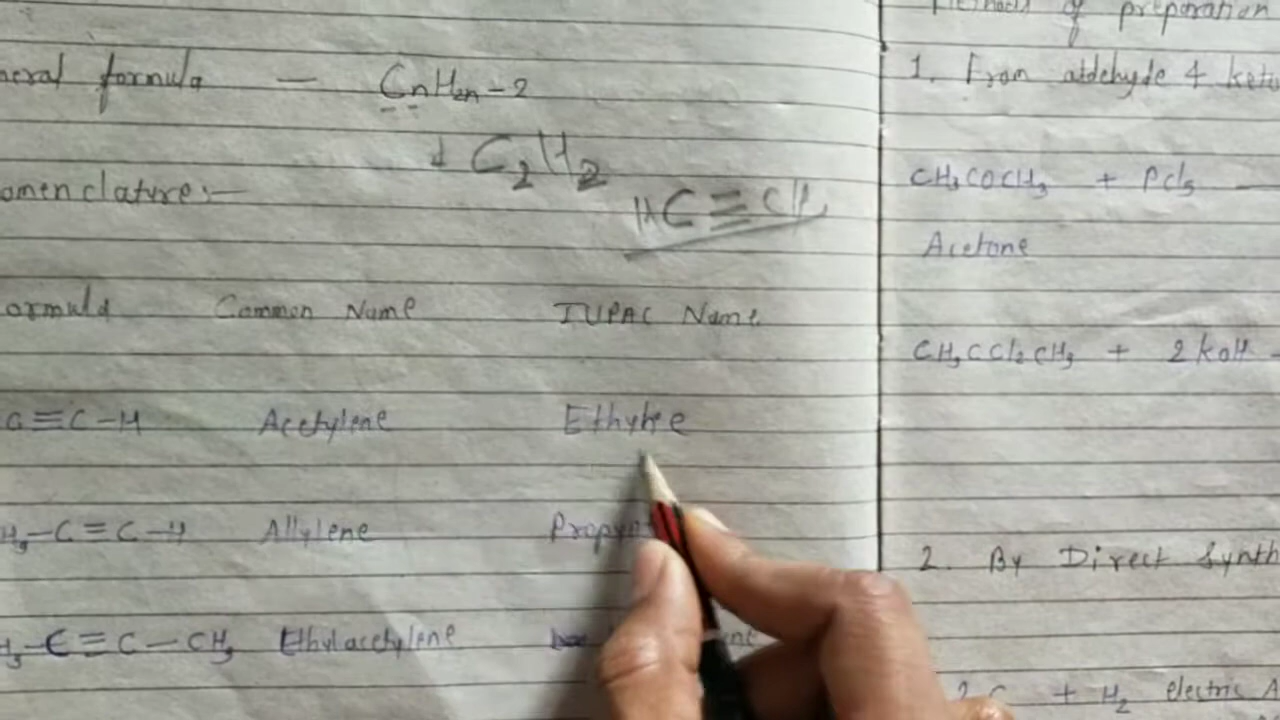 neral formula — CnH2n-2
↓ C2H2
HC≡CH
omenclature:-
ormula Common Name IUPAC Name
C≡C-H Acetylene Ethyne
H3-C≡C-H Allylene
H3-C≡C-CH3 Ethylacetylene
Methods of preparation
1. From aldehyde & keto
CH3COCH3 + PCl5 —
Acetone
CH3CCl2CH3 + 2KOH -
2. By Direct Synth
2C + H2 electric A